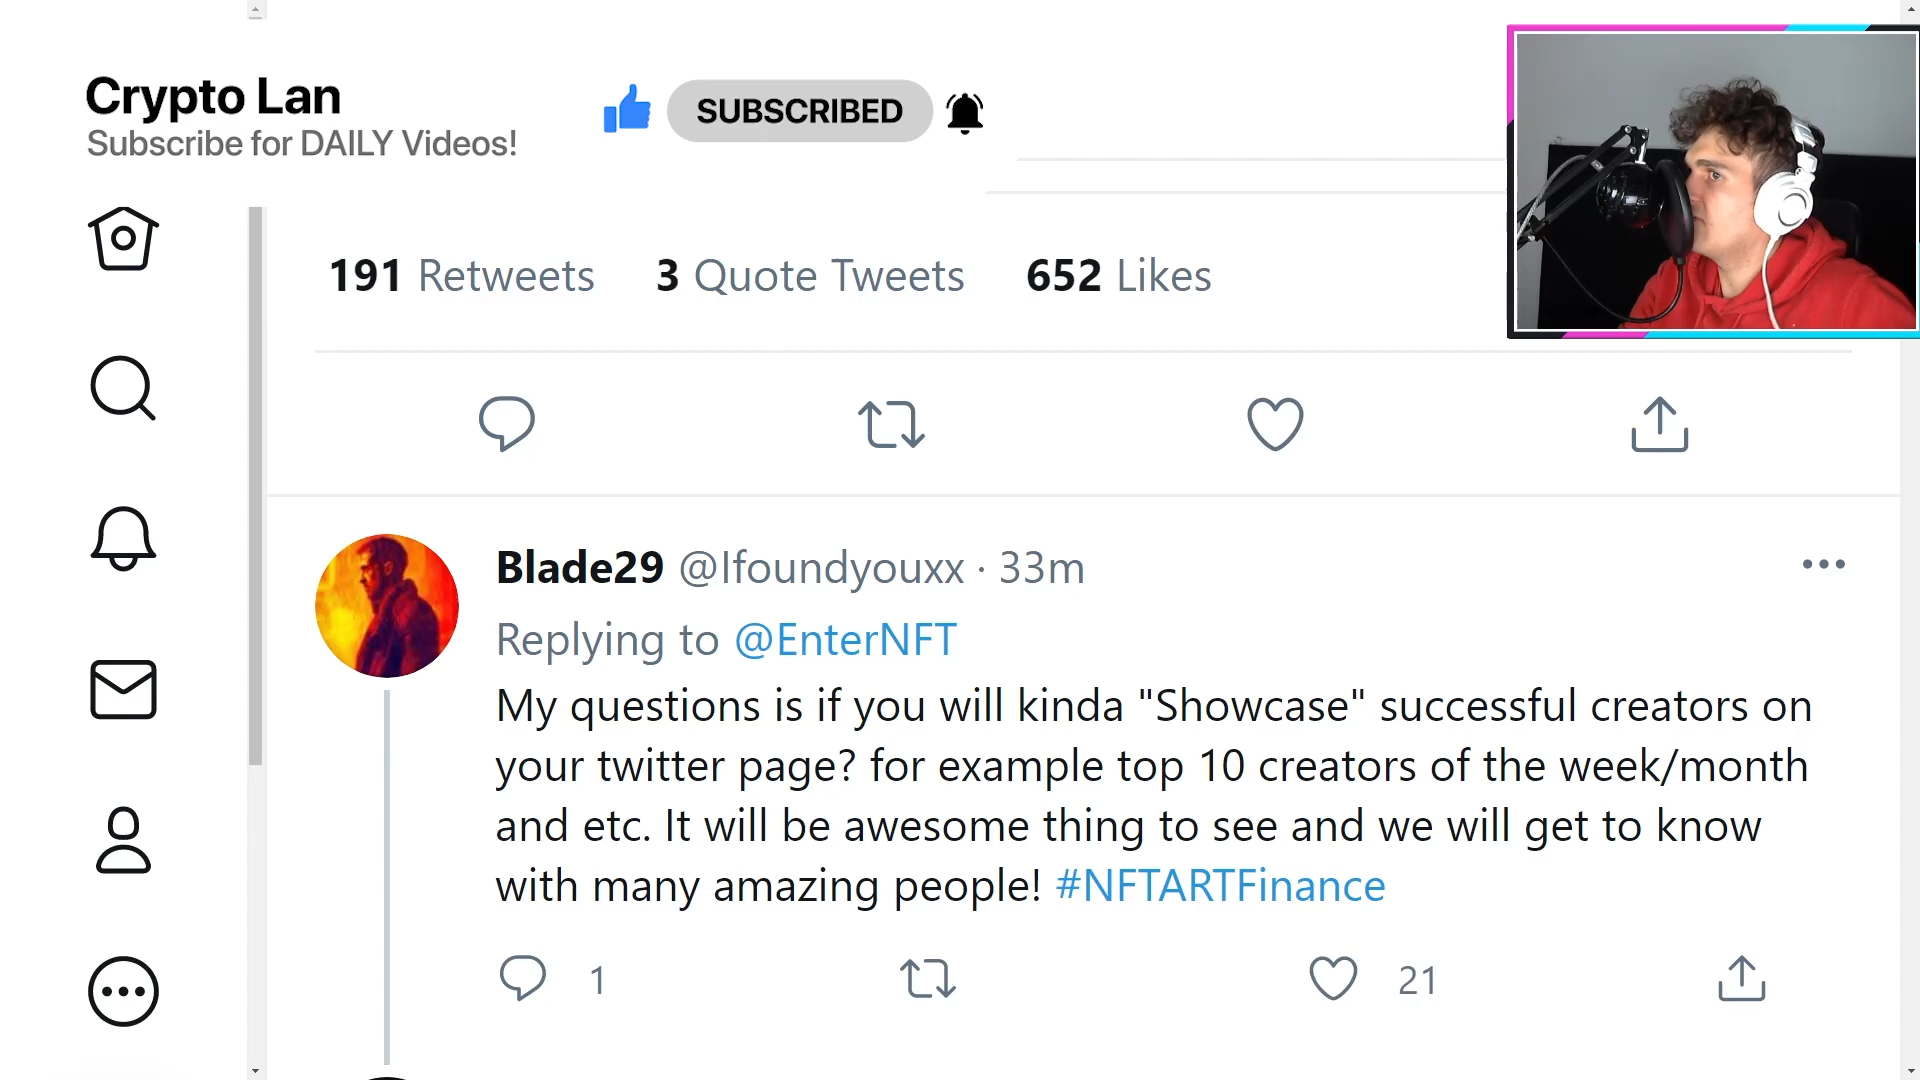 Crypto Lan
Subscribe for DAILY Videos!
SUBSCRIBED
191 Retweets 3 Quote Tweets 652 Likes
Blade29 @Ifoundyouxx · 33m
Replying to @EnterNFT
My questions is if you will kinda "Showcase" successful creators on
your twitter page? for example top 10 creators of the week/month
and etc. It will be awesome thing to see and we will get to know
with many amazing people! #NFTARTFinance
1 21